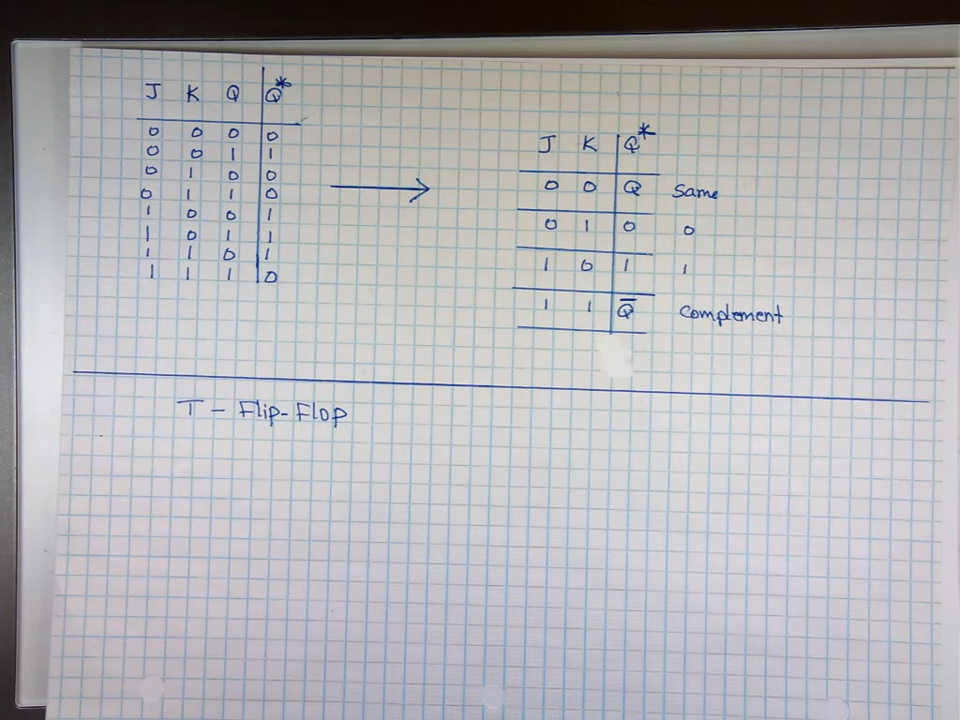 J K Q Q*
0 0 0 0
0 0 1 1
0 1 0 0
0 1 1 0
1 0 0 1
1 0 1 1
1 1 0 1
1 1 1 0
J K Q*
0 0 Q Same
0 1 0 0
1 0 1 1
1 1 Q̅ Complement
T - Flip-Flop